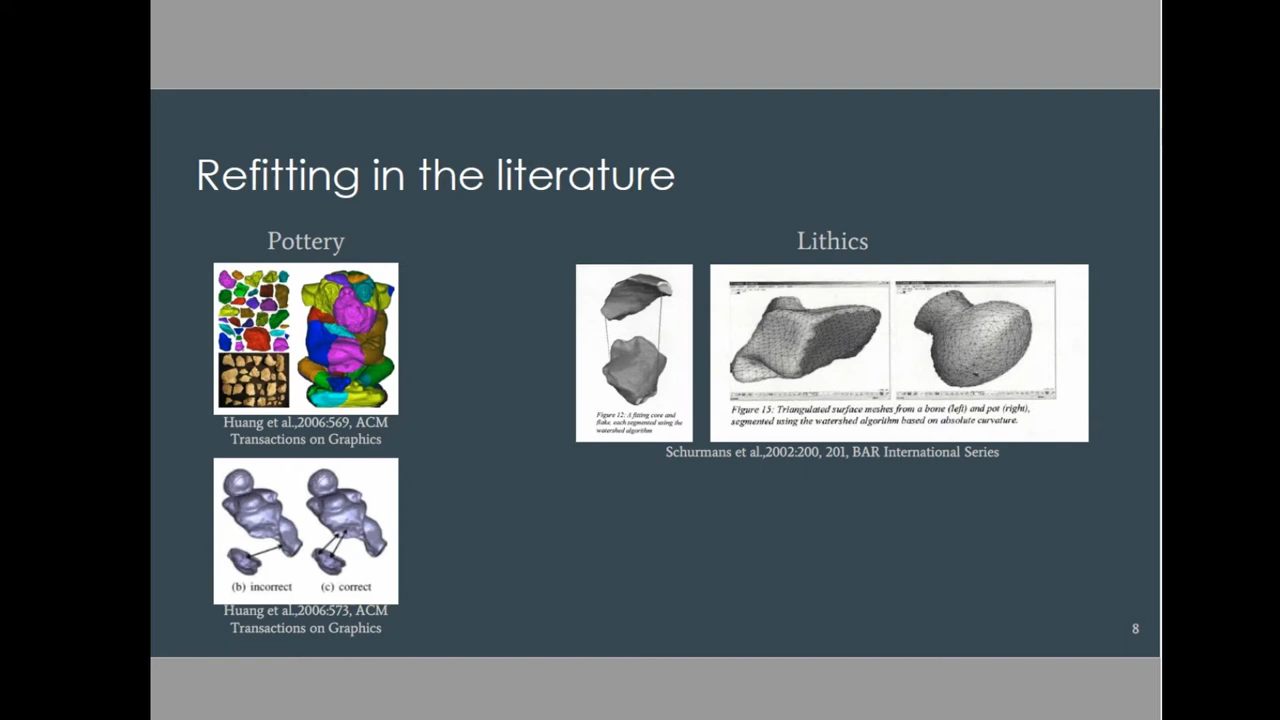 Refitting in the literature
Pottery
Huang et al.,2006:569, ACM
Transactions on Graphics
(b) incorrect
(c) correct
Huang et al.,2006:573, ACM
Transactions on Graphics
Lithics
Figure 12: A fitting core and
flake, each segmented using the
watershed algorithm
Figure 15: Triangulated surface meshes from a bone (left) and pot (right),
segmented using the watershed algorithm based on absolute curvature.
Schurmans et al.,2002:200, 201, BAR International Series
8